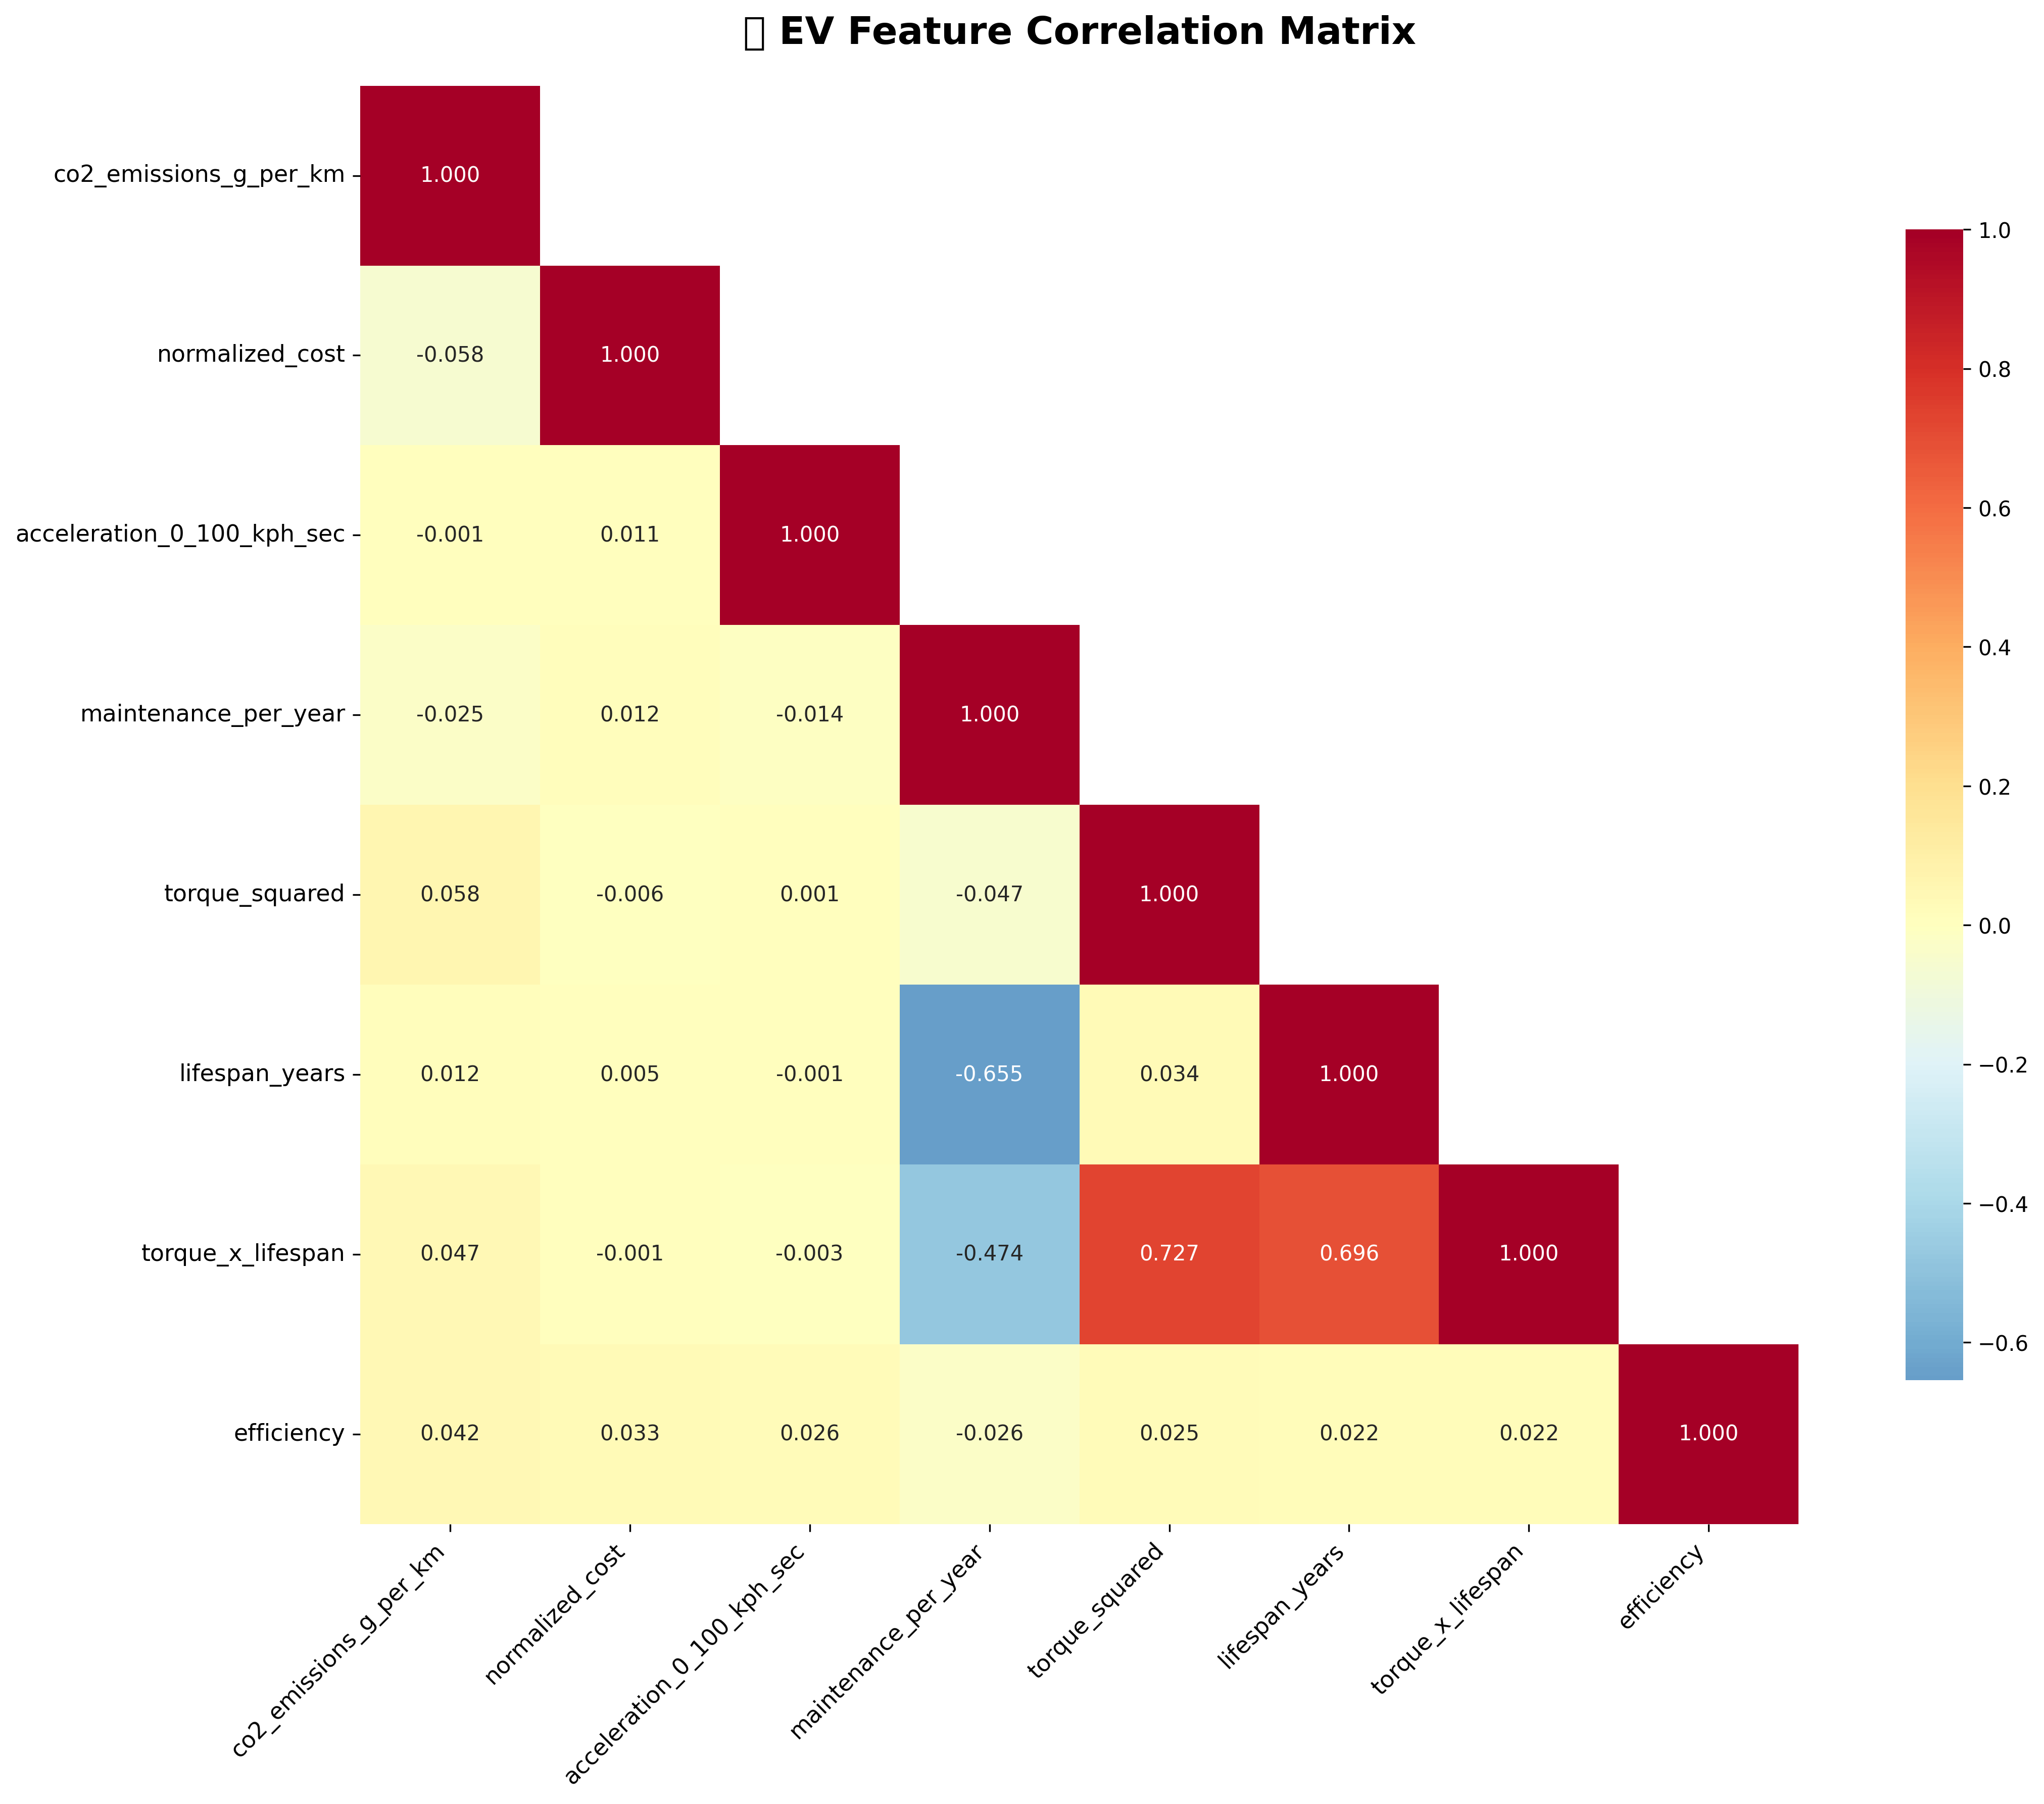 EV Feature Correlation Matrix
co2_emissions_g_per_km 1.000
normalized_cost -0.058 1.000
acceleration_0_100_kph_sec -0.001 0.011 1.000
maintenance_per_year -0.025 0.012 -0.014 1.000
torque_squared 0.058 -0.006 0.001 -0.047 1.000
lifespan_years 0.012 0.005 -0.001 -0.655 0.034 1.000
torque_x_lifespan 0.047 -0.001 -0.003 -0.474 0.727 0.696 1.000
efficiency 0.042 0.033 0.026 -0.026 0.025 0.022 0.022 1.000
co2_emissions_g_per_km
normalized_cost
acceleration_0_100_kph_sec
maintenance_per_year
torque_squared
lifespan_years
torque_x_lifespan
efficiency
1.0
0.8
0.6
0.4
0.2
0.0
−0.2
−0.4
−0.6